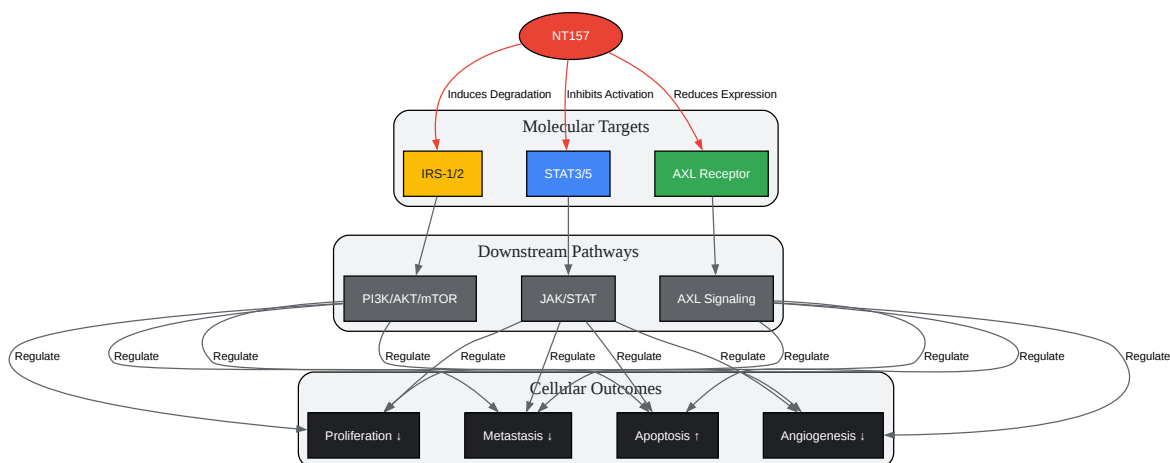 NT157
Induces Degradation
Inhibits Activation
Reduces Expression
Molecular Targets
IRS-1/2
STAT3/5
AXL Receptor
Downstream Pathways
PI3K/AKT/mTOR
JAK/STAT
AXL Signaling
Regulate
Regulate
Regulate
Regulate
Regulate
Regulate
Regulate
Regulate
Regulate
Regulate
Regulate
Regulate
Cellular Outcomes
Proliferation ↓
Metastasis ↓
Apoptosis ↑
Angiogenesis ↓